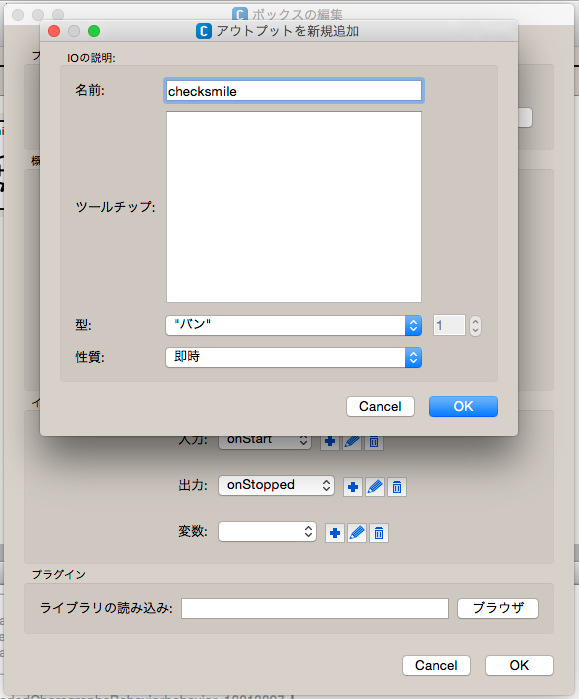 ボックスの編集
アウトプットを新規追加
IOの説明:
名前:
checksmile
ツールチップ:
型:
"バン"
1
性質:
即時
Cancel
OK
入力:
onStart
出力:
onStopped
変数:
プラグイン
ライブラリの読み込み:
ブラウザ
Cancel
OK